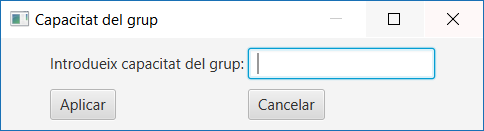 Capacitat del grup
Introdueix capacitat del grup:
Aplicar Cancelar